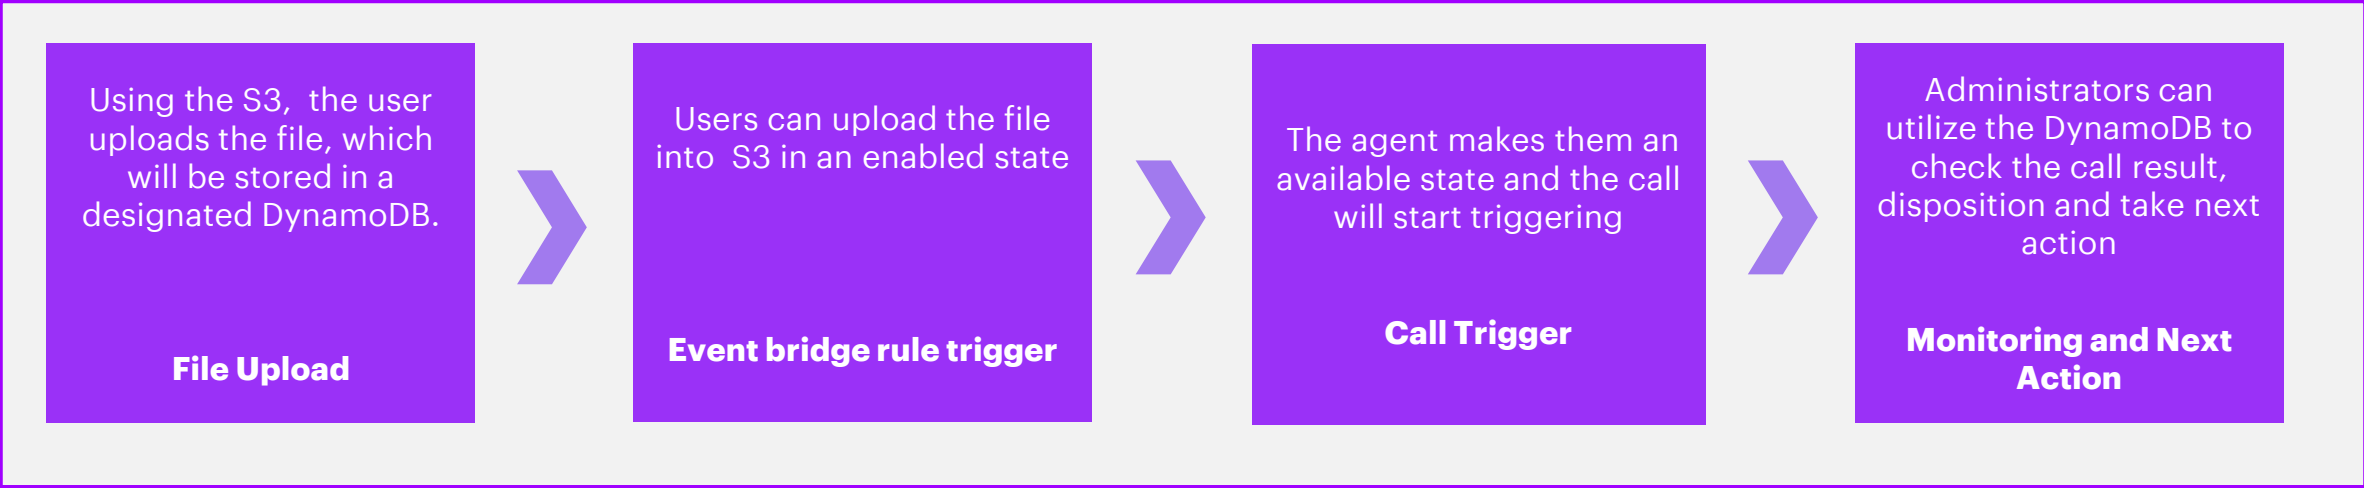 Using the S3,  the user
uploads the file, which
will be stored in a
designated DynamoDB.
File Upload
Users can upload the file
into  S3 in an enabled state
Event bridge rule trigger
The agent makes them an
available state and the call
will start triggering
Call Trigger
Administrators can
utilize the DynamoDB to
check the call result,
disposition and take next
action
Monitoring and Next
Action